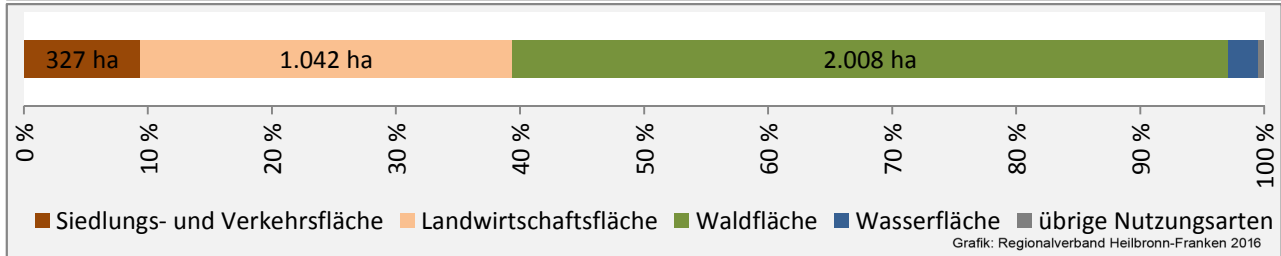 327 ha 1.042 ha 2.008 ha
0 % 10 % 20 % 30 % 40 % 50 % 60 % 70 % 80 % 90 % 100 %
Siedlungs- und Verkehrsfläche Landwirtschaftsfläche Waldfläche Wasserfläche übrige Nutzungsarten
Grafik: Regionalverband Heilbronn-Franken 2016